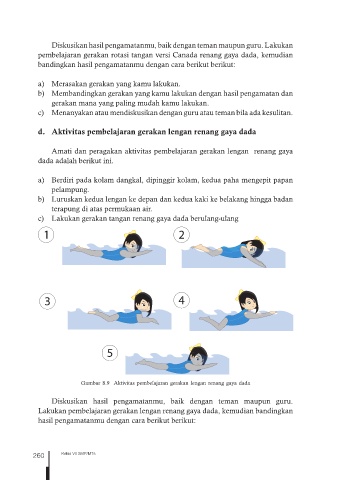 Diskusikan hasil pengamatanmu, baik dengan teman maupun guru. Lakukan
pembelajaran gerakan rotasi tangan versi Canada renang gaya dada, kemudian
bandingkan hasil pengamatanmu dengan cara berikut berikut:
a) Merasakan gerakan yang kamu lakukan.
b) Membandingkan gerakan yang kamu lakukan dengan hasil pengamatan dan
gerakan mana yang paling mudah kamu lakukan.
c) Menanyakan atau mendiskusikan dengan guru atau teman bila ada kesulitan.
d. Aktivitas pembelajaran gerakan lengan renang gaya dada
Amati dan peragakan aktivitas pembelajaran gerakan lengan renang gaya
dada adalah berikut ini.
a) Berdiri pada kolam dangkal, dipinggir kolam, kedua paha mengepit papan
pelampung.
b) Luruskan kedua lengan ke depan dan kedua kaki ke belakang hingga badan
terapung di atas permukaan air.
c) Lakukan gerakan tangan renang gaya dada berulang-ulang
1
2
3
4
5
Gambar 8.9 Aktivitas pembelajaran gerakan lengan renang gaya dada
Diskusikan hasil pengamatanmu, baik dengan teman maupun guru.
Lakukan pembelajaran gerakan lengan renang gaya dada, kemudian bandingkan
hasil pengamatanmu dengan cara berikut berikut:
260 Kelas VII SMP/MTs